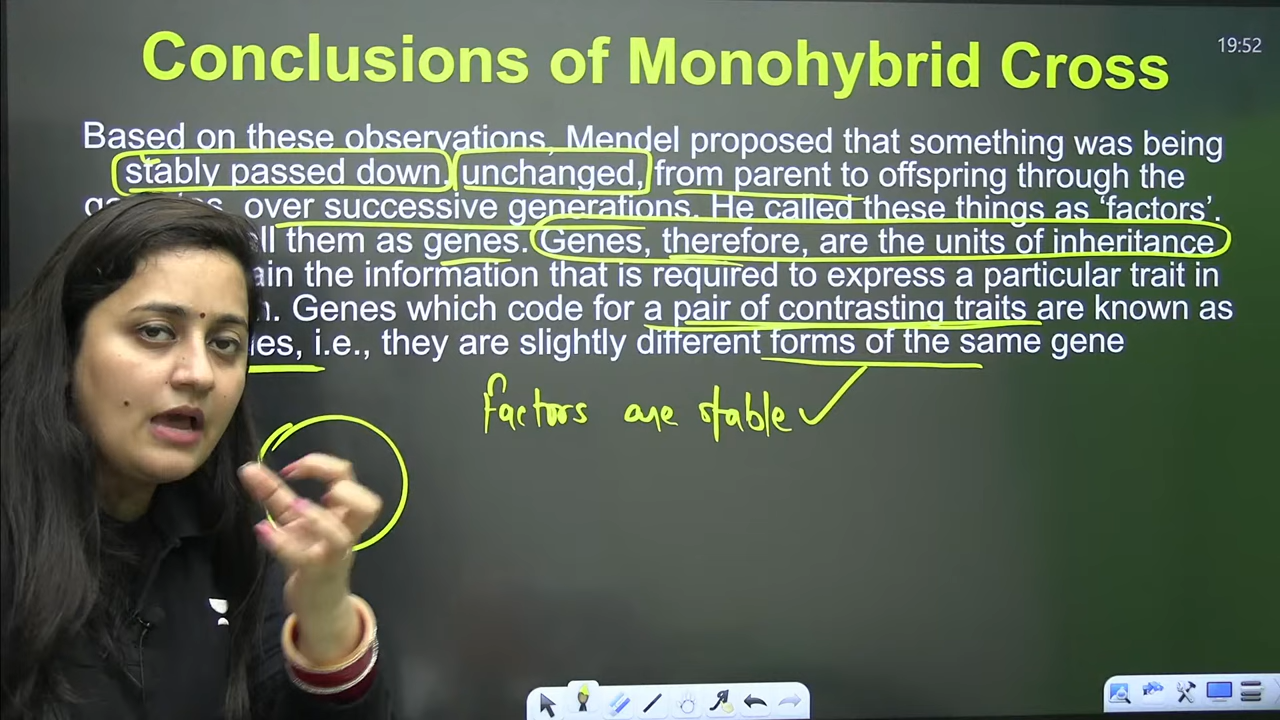 Conclusions of Monohybrid Cross
19:52
Based on these observations, Mendel proposed that something was being
stably passed down, unchanged, from parent to offspring through the
over successive generations. He called these things as ‘factors’.
them as genes. Genes, therefore, are the units of inheritance
the information that is required to express a particular trait in
Genes which code for a pair of contrasting traits are known as
i.e., they are slightly different forms of the same gene
factors are stable